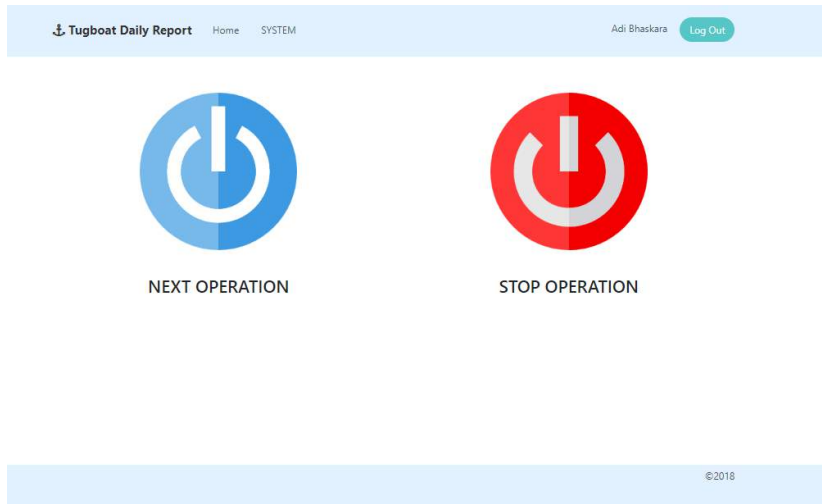 Tugboat Daily Report Home SYSTEM Adi Bhaskara Log Out
NEXT OPERATION STOP OPERATION
©2018